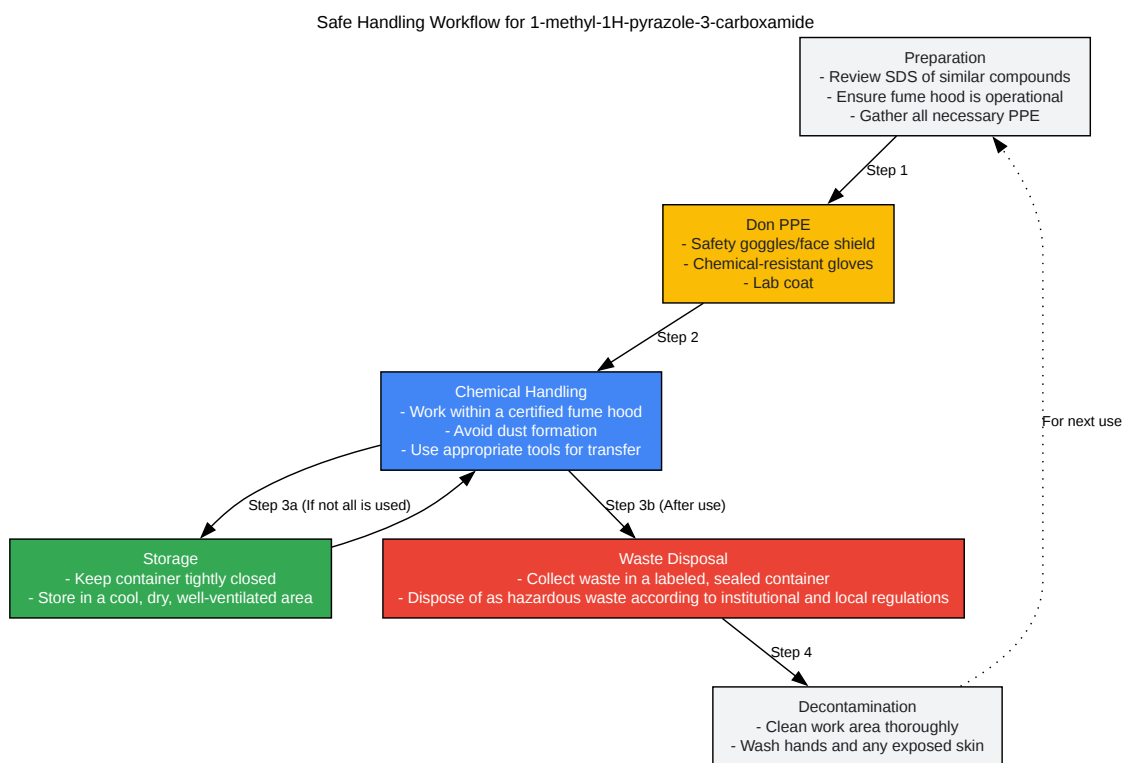 Safe Handling Workflow for 1-methyl-1H-pyrazole-3-carboxamide
Preparation
- Review SDS of similar compounds
- Ensure fume hood is operational
- Gather all necessary PPE
Step 1
Don PPE
- Safety goggles/face shield
- Chemical-resistant gloves
- Lab coat
Step 2
Chemical Handling
- Work within a certified fume hood
- Avoid dust formation
- Use appropriate tools for transfer
For next use
Step 3a (If not all is used)
Step 3b (After use)
Storage
- Keep container tightly closed
- Store in a cool, dry, well-ventilated area
Waste Disposal
- Collect waste in a labeled, sealed container
- Dispose of as hazardous waste according to institutional and local regulations
Step 4
Decontamination
- Clean work area thoroughly
- Wash hands and any exposed skin